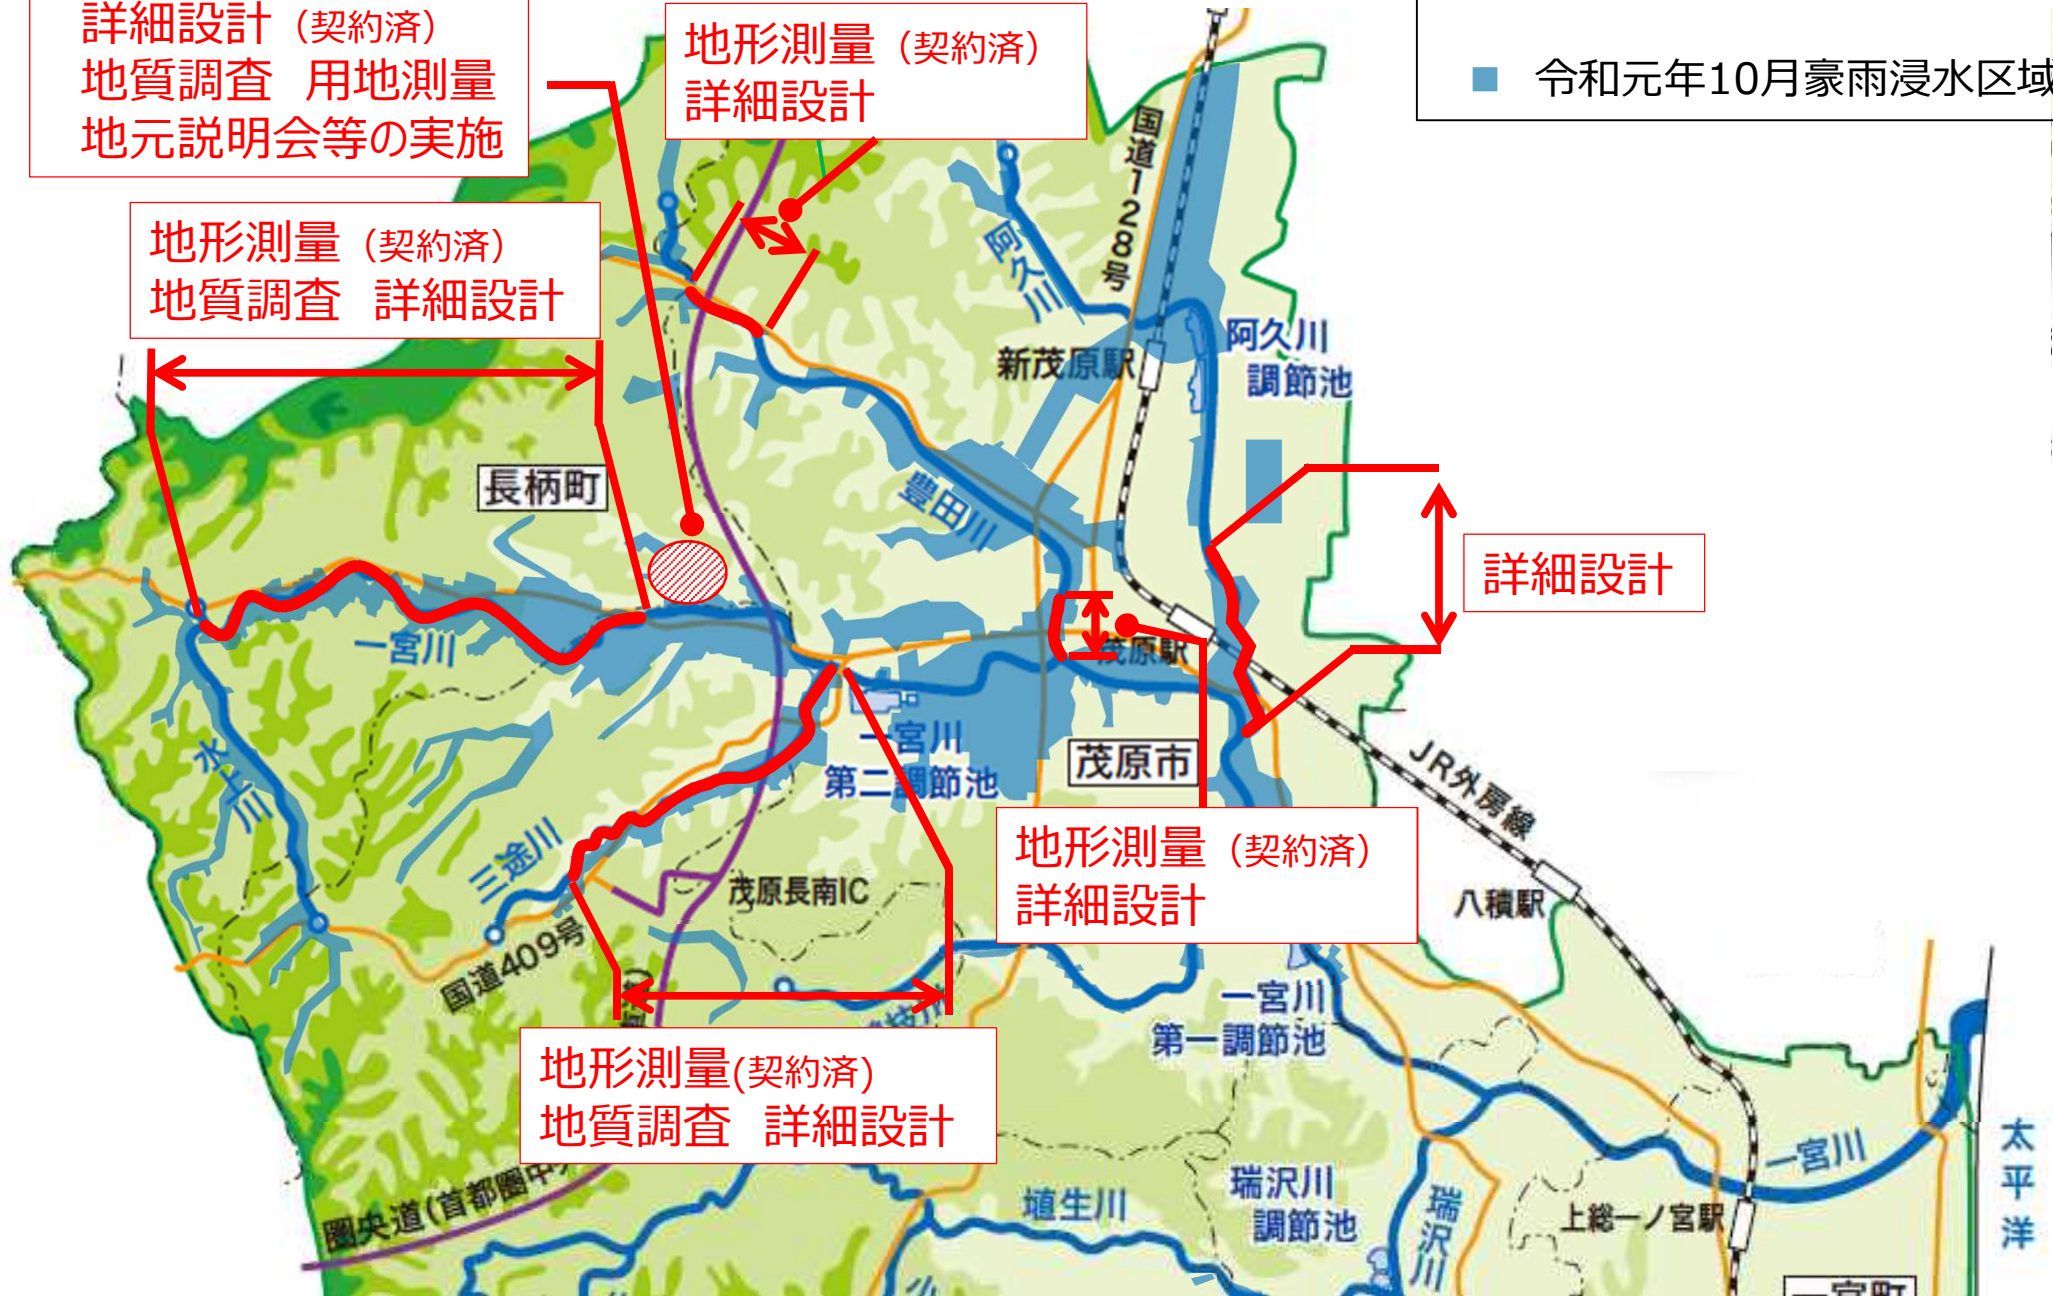 詳細設計（契約済）
地質調査　用地測量
地元説明会等の実施
地形測量（契約済）
詳細設計
■ 令和元年10月豪雨浸水区域
地形測量（契約済）
地質調査　詳細設計
国道128号
阿久川
新茂原駅
阿久川
調節池
長柄町
豊田川
詳細設計
一宮川
茂原駅
水上川
一宮川
第二調節池
茂原市
JR外房線
三途川
茂原長南IC
地形測量（契約済）
詳細設計
八積駅
国道409号
一宮川
第一調節池
地形測量(契約済)
地質調査　詳細設計
圏央道(首都圏中
埴生川
瑞沢川
調節池
瑞沢川
一宮川
上総一ノ宮駅
太平洋
一宮町